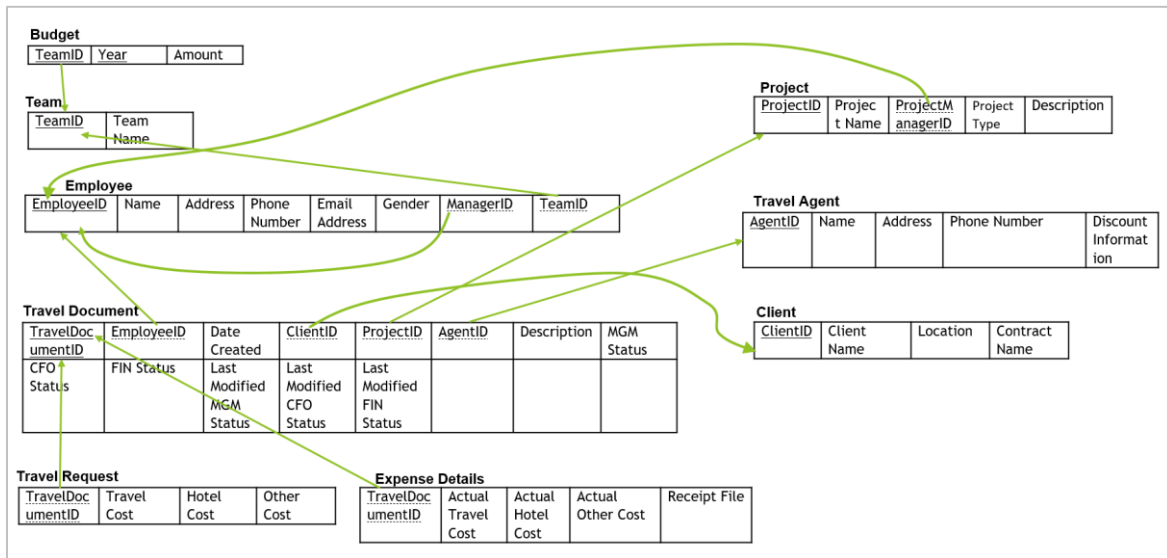 Budget
TeamID Year Amount
Team
TeamID Team
Name
Project
ProjectID Projec
t Name ProjectM
anagerID Project
Type Description
Employee
EmployeeID Name Address Phone
Number Email
Address Gender ManagerID TeamID
Travel Agent
AgentID Name Address Phone Number Discount
Informat
ion
Travel Document
TravelDoc
umentID EmployeeID Date
Created ClientID ProjectID AgentID Description MGM
Status
CFO
Status FIN Status Last
Modified
MGM
Status Last
Modified
CFO
Status Last
Modified
FIN
Status
Client
ClientID Client
Name Location Contract
Name
Travel Request
TravelDoc
umentID Travel
Cost Hotel
Cost Other
Cost
Expense Details
TravelDoc
umentID Actual
Travel
Cost Actual
Hotel
Cost Actual
Other Cost Receipt File